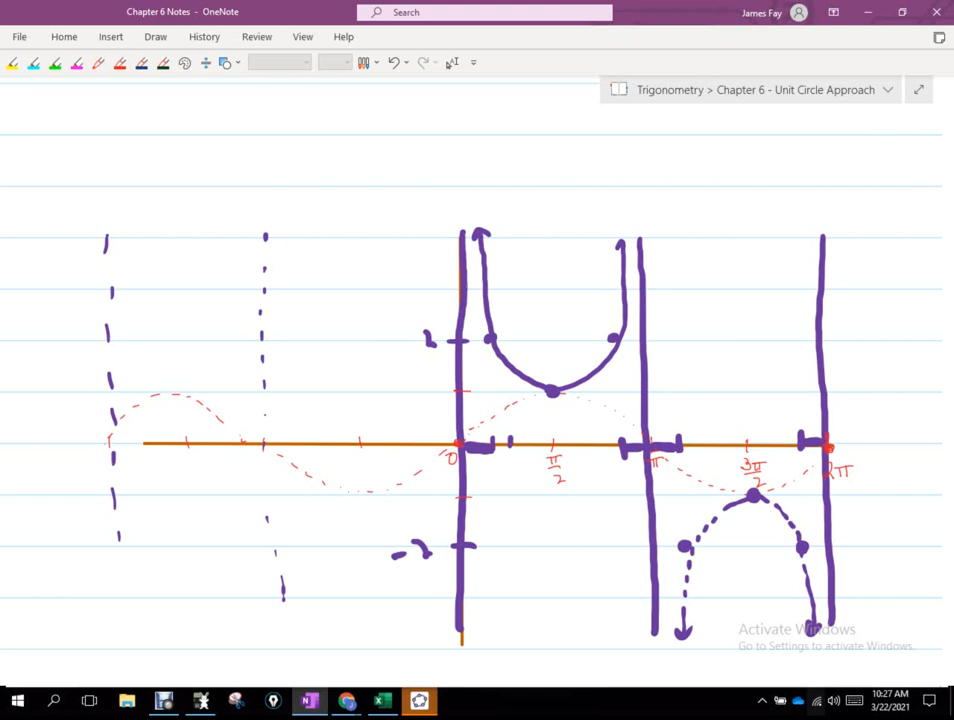 Chapter 6 Notes - OneNote
Search
James Fay
File Home Insert Draw History Review View Help
Trigonometry > Chapter 6 - Unit Circle Approach
2
0
π/2
π
3π/2
2π
-2
Activate Windows
Go to Settings to activate Windows.
10:27 AM
3/22/2021